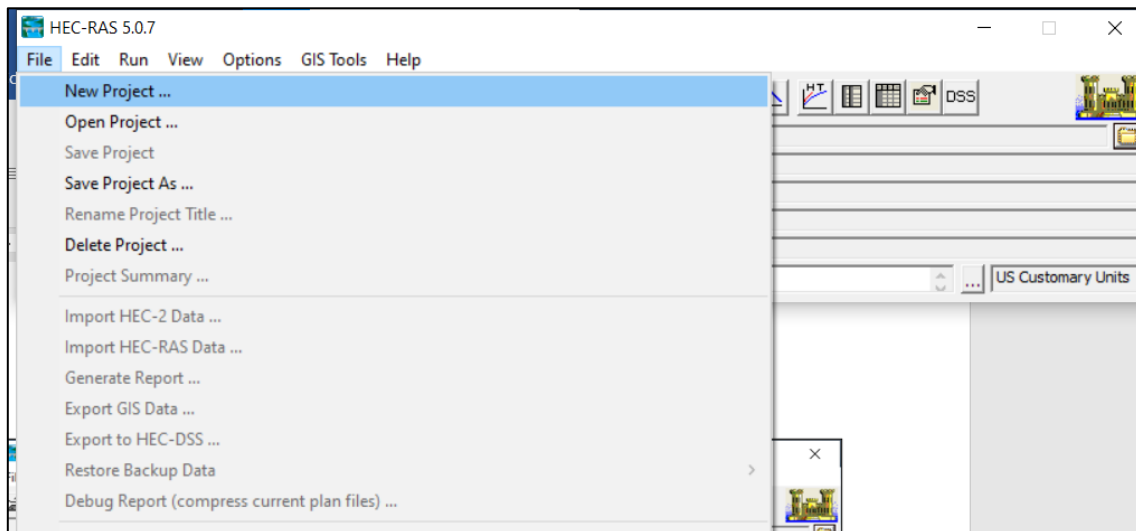 HEC-RAS 5.0.7
File Edit Run View Options GIS Tools Help
New Project ...
HT DSS
Open Project ...
Save Project
Save Project As ...
Rename Project Title ...
Delete Project ...
Project Summary ...
... US Customary Units
Import HEC-2 Data ...
Import HEC-RAS Data ...
Generate Report ...
Export GIS Data ...
Export to HEC-DSS ...
Restore Backup Data
Debug Report (compress current plan files) ...